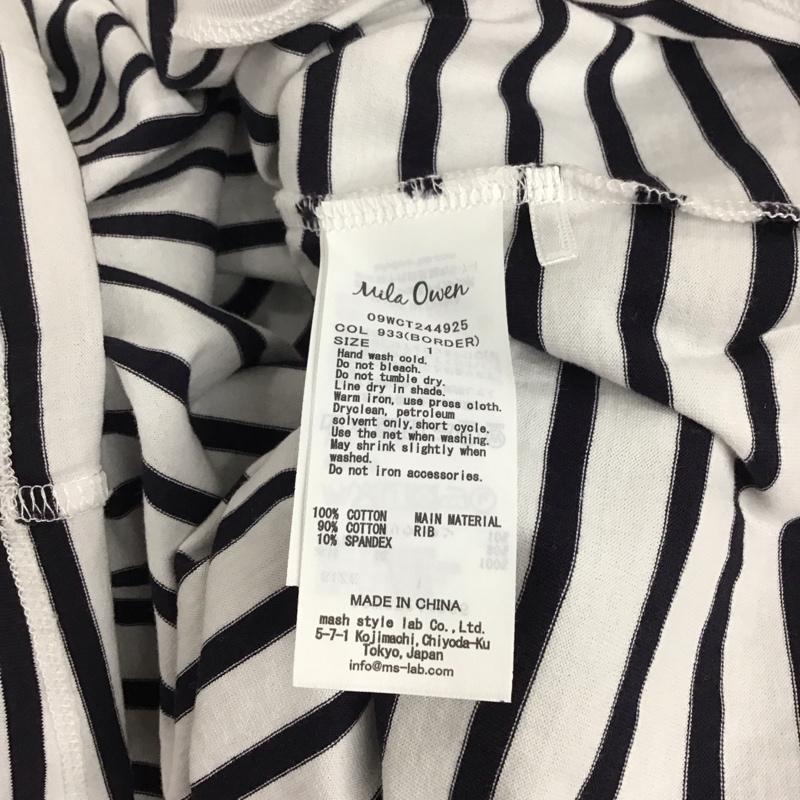 Mila Owen
09WCT244925
COL 933(BORDER)
SIZE 1
Hand wash cold.
Do not bleach.
Do not tumble dry.
Line dry in shade.
Warm iron, use press cloth.
Dryclean, petroleum
solvent only,short cycle.
Use the net when washing.
May shrink slightly when
washed.
Do not iron accessories.
100% COTTON MAIN MATERIAL
90% COTTON RIB
10% SPANDEX
MADE IN CHINA
mash style lab Co.,Ltd.
5-7-1 Kojimachi,Chiyoda-Ku
Tokyo,Japan
info@ms-lab.com